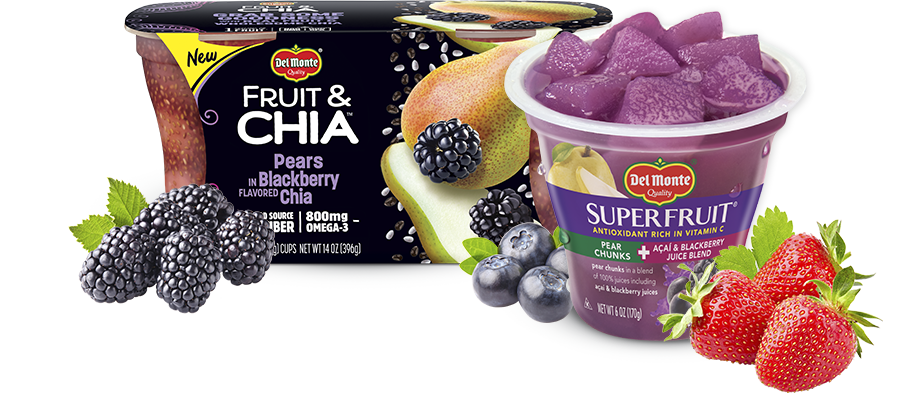 New
Del Monte
Quality
FRUIT &
CHIA™
Pears
IN Blackberry
FLAVORED Chia
SOURCE
800mg
OMEGA-3
CUPS NET WT 14 OZ (396g)
Del Monte
Quality
SUPERFRUIT®
ANTIOXIDANT RICH IN VITAMIN C
PEAR
CHUNKS
+
AÇAÍ & BLACKBERRY
JUICE BLEND
pear chunks in a blend
of 100% juices including
açaí & blackberry juices
NET WT 6 OZ (170g)